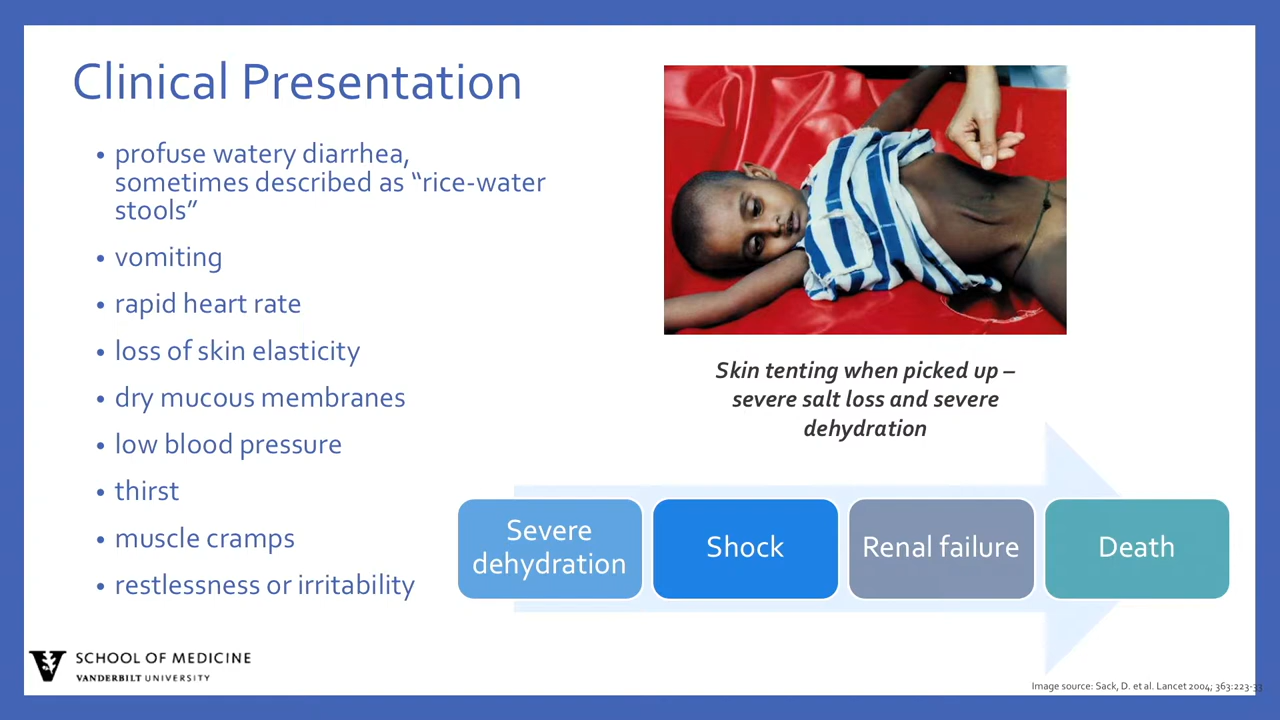 Clinical Presentation
• profuse watery diarrhea,
sometimes described as “rice-water
stools”
• vomiting
• rapid heart rate
• loss of skin elasticity
• dry mucous membranes
• low blood pressure
• thirst
• muscle cramps
• restlessness or irritability
Skin tenting when picked up –
severe salt loss and severe
dehydration
Severe
dehydration
Shock
Renal failure
Death
V SCHOOL OF MEDICINE
VANDERBILT UNIVERSITY
Image source: Sack, D. et al. Lancet 2004; 363:223-33